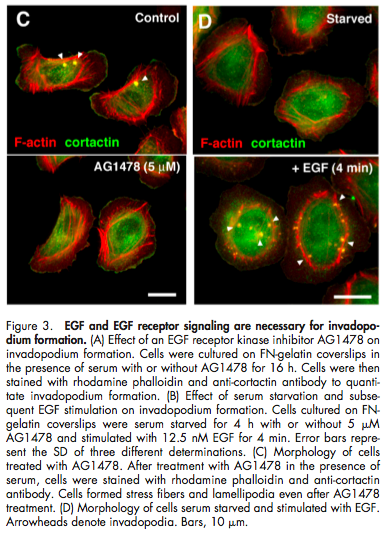 C
Control
F-actin cortactin
AG1478 (5 μM)
D
Starved
F-actin cortactin
+ EGF (4 min)
Figure 3. EGF and EGF receptor signaling are necessary for invadopo-
dium formation. (A) Effect of an EGF receptor kinase inhibitor AG1478 on
invadopodium formation. Cells were cultured on FN-gelatin coverslips in
the presence of serum with or without AG1478 for 16 h. Cells were then
stained with rhodamine phalloidin and anti-cortactin antibody to quanti-
tate invadopodium formation. (B) Effect of serum starvation and subse-
quent EGF stimulation on invadopodium formation. Cells cultured on FN-
gelatin coverslips were serum starved for 4 h with or without 5 μM
AG1478 and stimulated with 12.5 nM EGF for 4 min. Error bars repre-
sent the SD of three different determinations. (C) Morphology of cells
treated with AG1478. After treatment with AG1478 in the presence of
serum, cells were stained with rhodamine phalloidin and anti-cortactin
antibody. Cells formed stress fibers and lamellipodia even after AG1478
treatment. (D) Morphology of cells serum starved and stimulated with EGF.
Arrowheads denote invadopodia. Bars, 10 μm.